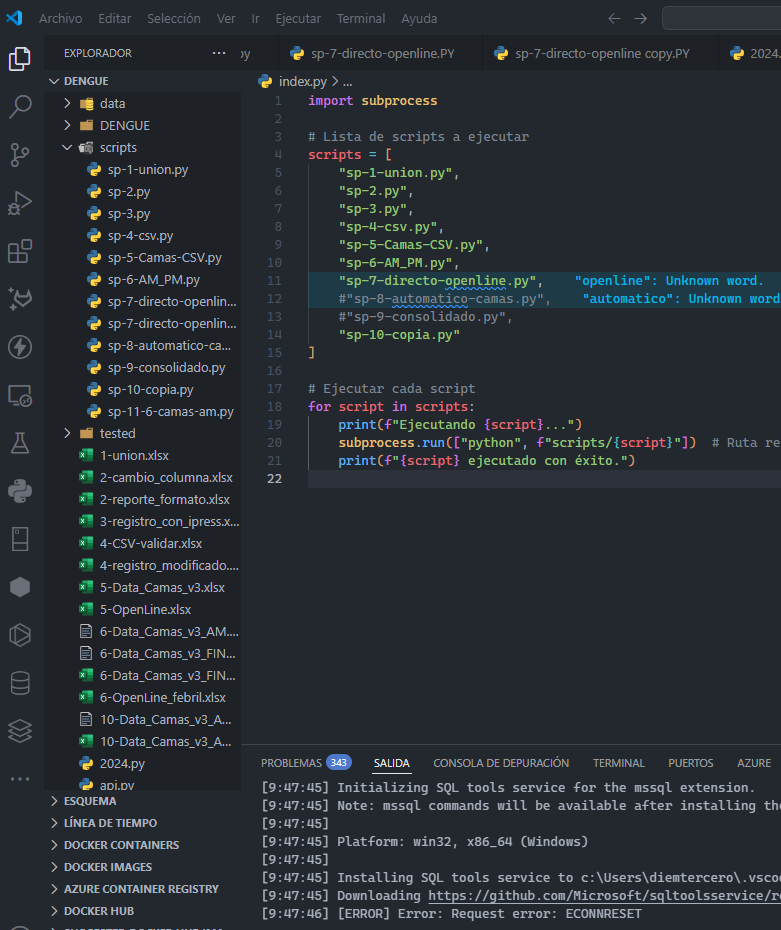 Archivo Editar Selección Ver Ir Ejecutar Terminal Ayuda
EXPLORADOR
DENGUE
data
DENGUE
scripts
sp-1-union.py
sp-2.py
sp-3.py
sp-4-csv.py
sp-5-Camas-CSV.py
sp-6-AM_PM.py
sp-7-directo-openlin...
sp-7-directo-openlin...
sp-8-automatico-ca...
sp-9-consolidado.py
sp-10-copia.py
sp-11-6-camas-am.py
tested
1-union.xlsx
2-cambio_columna.xlsx
2-reporte_formato.xlsx
3-registro_con_ipress.x...
4-CSV-validar.xlsx
4-registro_modificado....
5-Data_Camas_v3.xlsx
5-OpenLine.xlsx
6-Data_Camas_v3_AM....
6-Data_Camas_v3_FIN...
6-Data_Camas_v3_FIN...
6-OpenLine_febril.xlsx
10-Data_Camas_v3_A...
10-Data_Camas_v3_A...
2024.py
api.py
ESQUEMA
LÍNEA DE TIEMPO
DOCKER CONTAINERS
DOCKER IMAGES
AZURE CONTAINER REGISTRY
DOCKER HUB
py sp-7-directo-openline.PY sp-7-directo-openline copy.PY 2024.
index.py > ...
1 import subprocess
2
3 # Lista de scripts a ejecutar
4 scripts = [
5 "sp-1-union.py",
6 "sp-2.py",
7 "sp-3.py",
8 "sp-4-csv.py",
9 "sp-5-Camas-CSV.py",
10 "sp-6-AM_PM.py",
11 "sp-7-directo-openline.py", "openline": Unknown word.
12 #"sp-8-automatico-camas.py", "automatico": Unknown word
13 #"sp-9-consolidado.py",
14 "sp-10-copia.py"
15 ]
16
17 # Ejecutar cada script
18 for script in scripts:
19 print(f"Ejecutando {script}...")
20 subprocess.run(["python", f"scripts/{script}"]) # Ruta re
21 print(f"{script} ejecutado con éxito.")
22
PROBLEMAS 343 SALIDA CONSOLA DE DEPURACIÓN TERMINAL PUERTOS AZURE
[9:47:45] Initializing SQL tools service for the mssql extension.
[9:47:45] Note: mssql commands will be available after installing the
[9:47:45]
[9:47:45] Platform: win32, x86_64 (Windows)
[9:47:45]
[9:47:45] Installing SQL tools service to c:\Users\diemtercero\.vscod
[9:47:45] Downloading https://github.com/Microsoft/sqltoolsservice/re
[9:47:46] [ERROR] Error: Request error: ECONNRESET